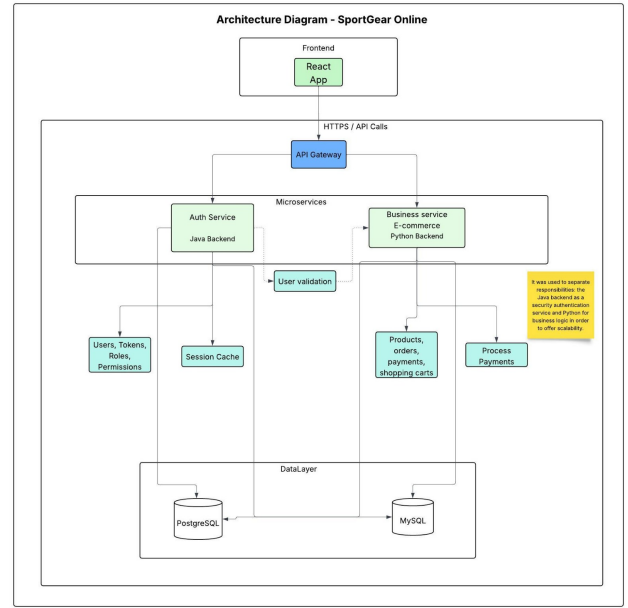 Architecture Diagram - SportGear Online
Frontend
React
App
HTTPS / API Calls
API Gateway
Microservices
Auth Service
Java Backend
Business service
E-commerce
Python Backend
User validation
It was used to separate
responsibilities: the
Java backend as a
security authentication
service and Python for
business logic in order
to offer scalability.
Users, Tokens,
Roles,
Permissions
Session Cache
Products,
orders,
payments,
shopping carts
Process
Payments
DataLayer
PostgreSQL
MySQL